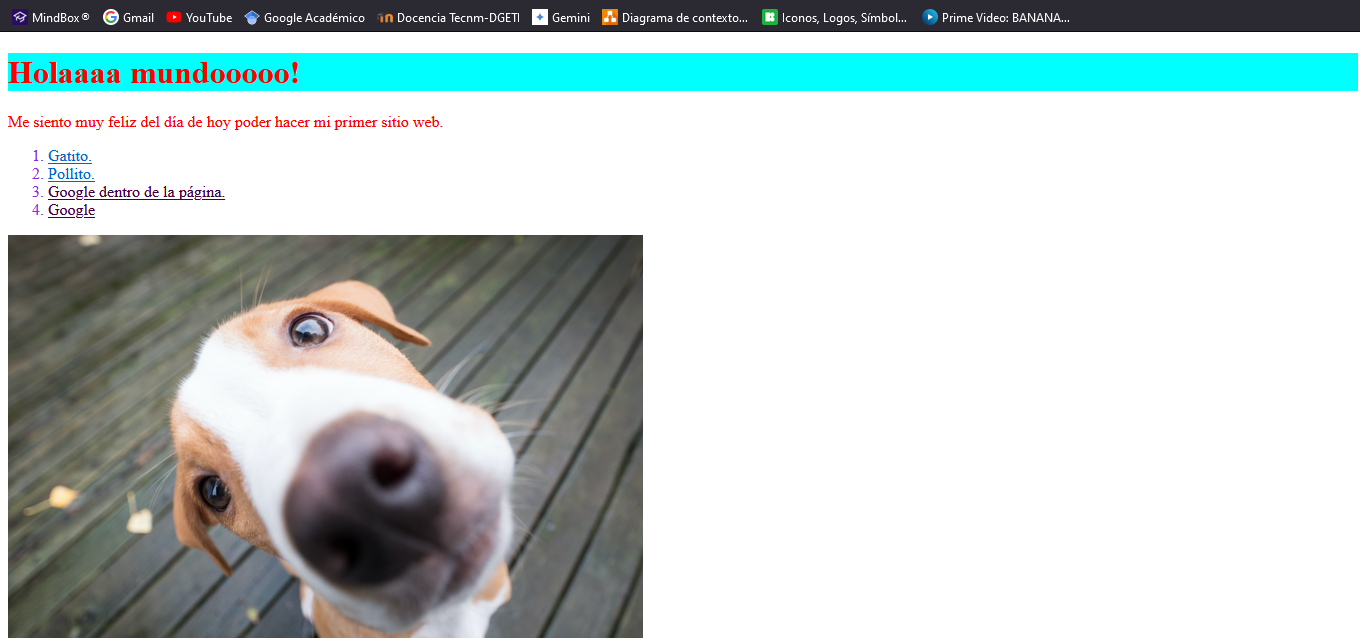 MindBox® Gmail YouTube Google Académico Docencia Tecnm-DGETI Gemini Diagrama de contexto... Iconos, Logos, Símbol... Prime Video: BANANA...
Holaaaa mundooooo!
Me siento muy feliz del día de hoy poder hacer mi primer sitio web.
1. Gatito.
2. Pollito.
3. Google dentro de la página.
4. Google